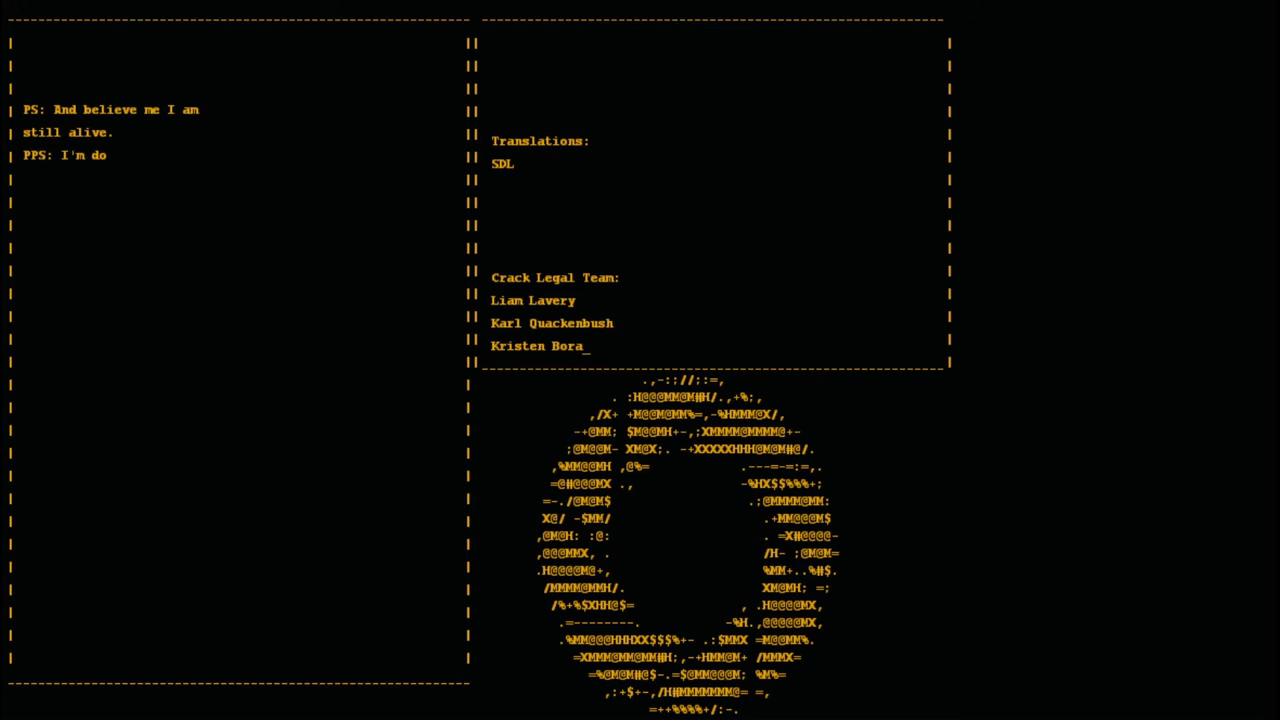 PS: And believe me I am
still alive.
PPS: I'm do
Translations:
SDL
Crack Legal Team:
Liam Lavery
Karl Quackenbush
Kristen Bora_